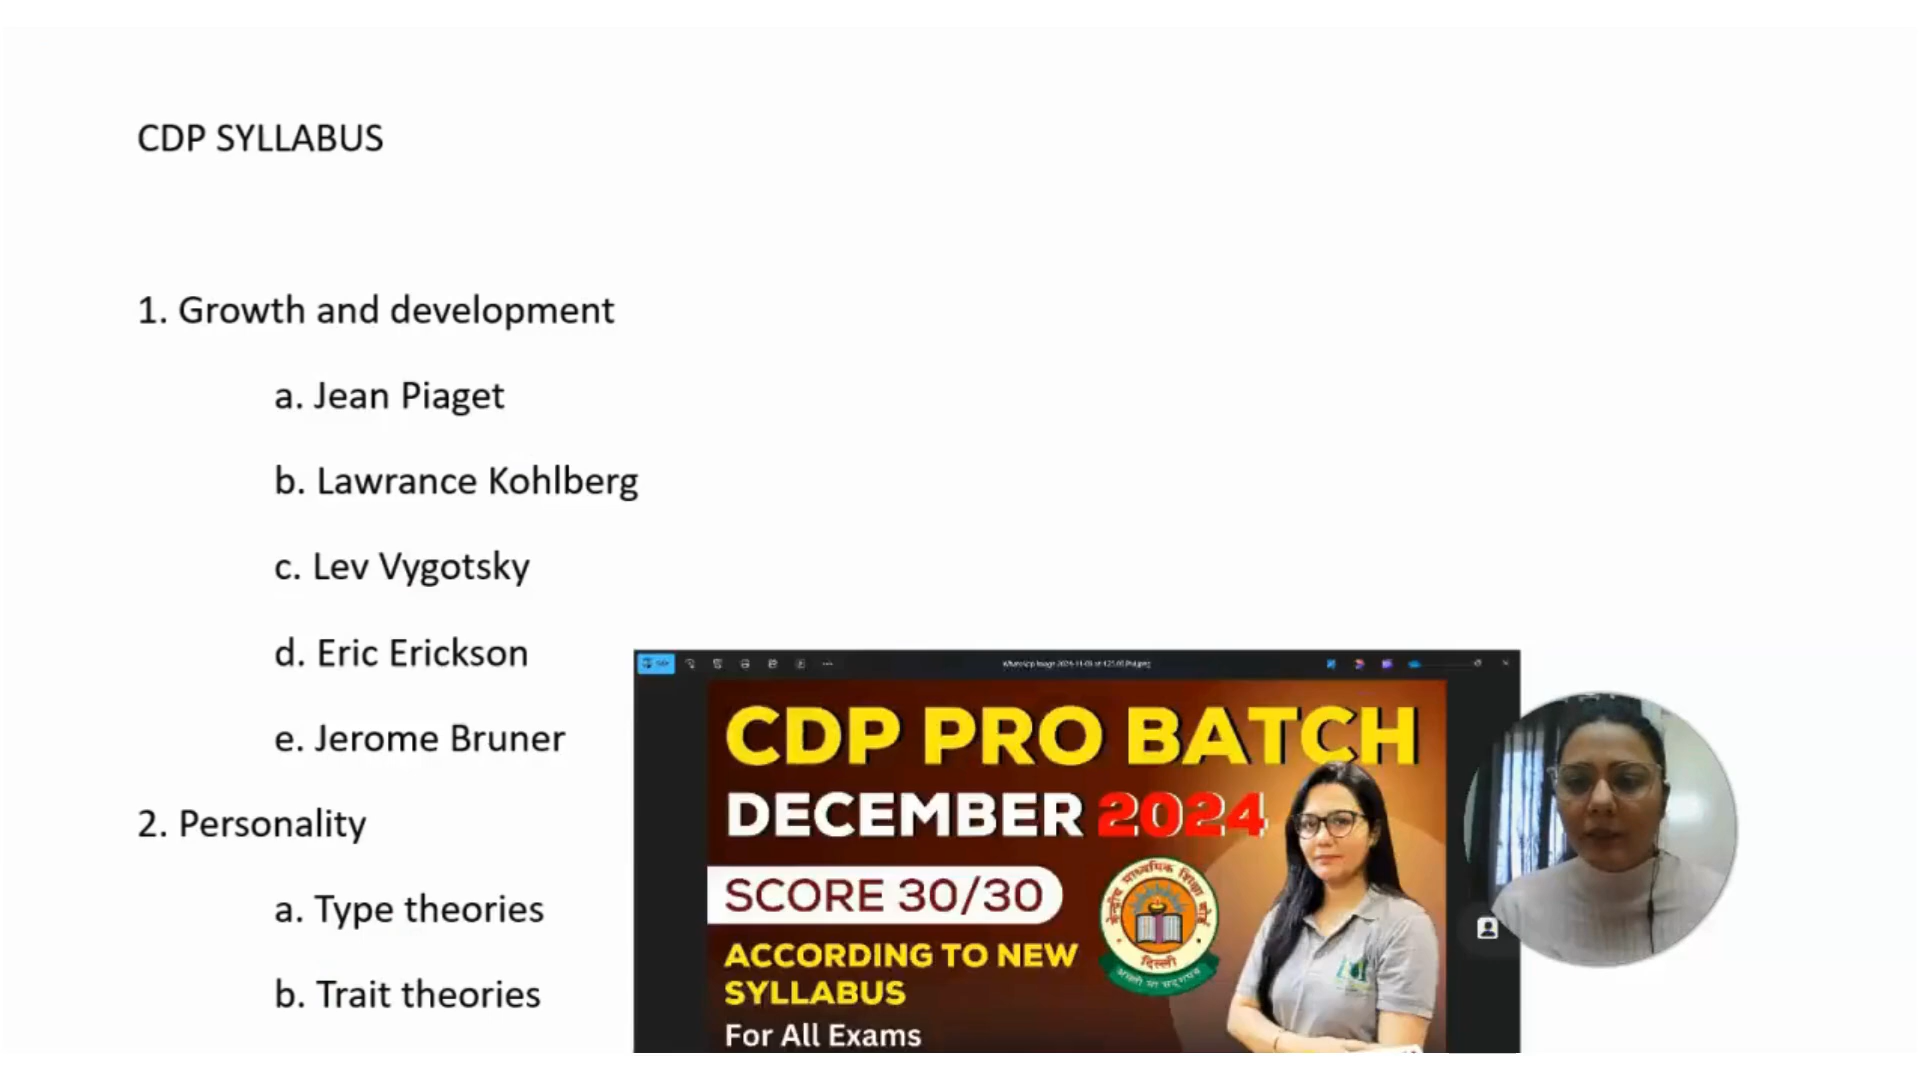 CDP SYLLABUS
1. Growth and development
a. Jean Piaget
b. Lawrance Kohlberg
c. Lev Vygotsky
d. Eric Erickson
e. Jerome Bruner
2. Personality
a. Type theories
b. Trait theories
CDP PRO BATCH
DECEMBER 2024
SCORE 30/30
ACCORDING TO NEW
SYLLABUS
For All Exams
केन्द्रीय माध्यमिक शिक्षा बोर्ड
दिल्ली